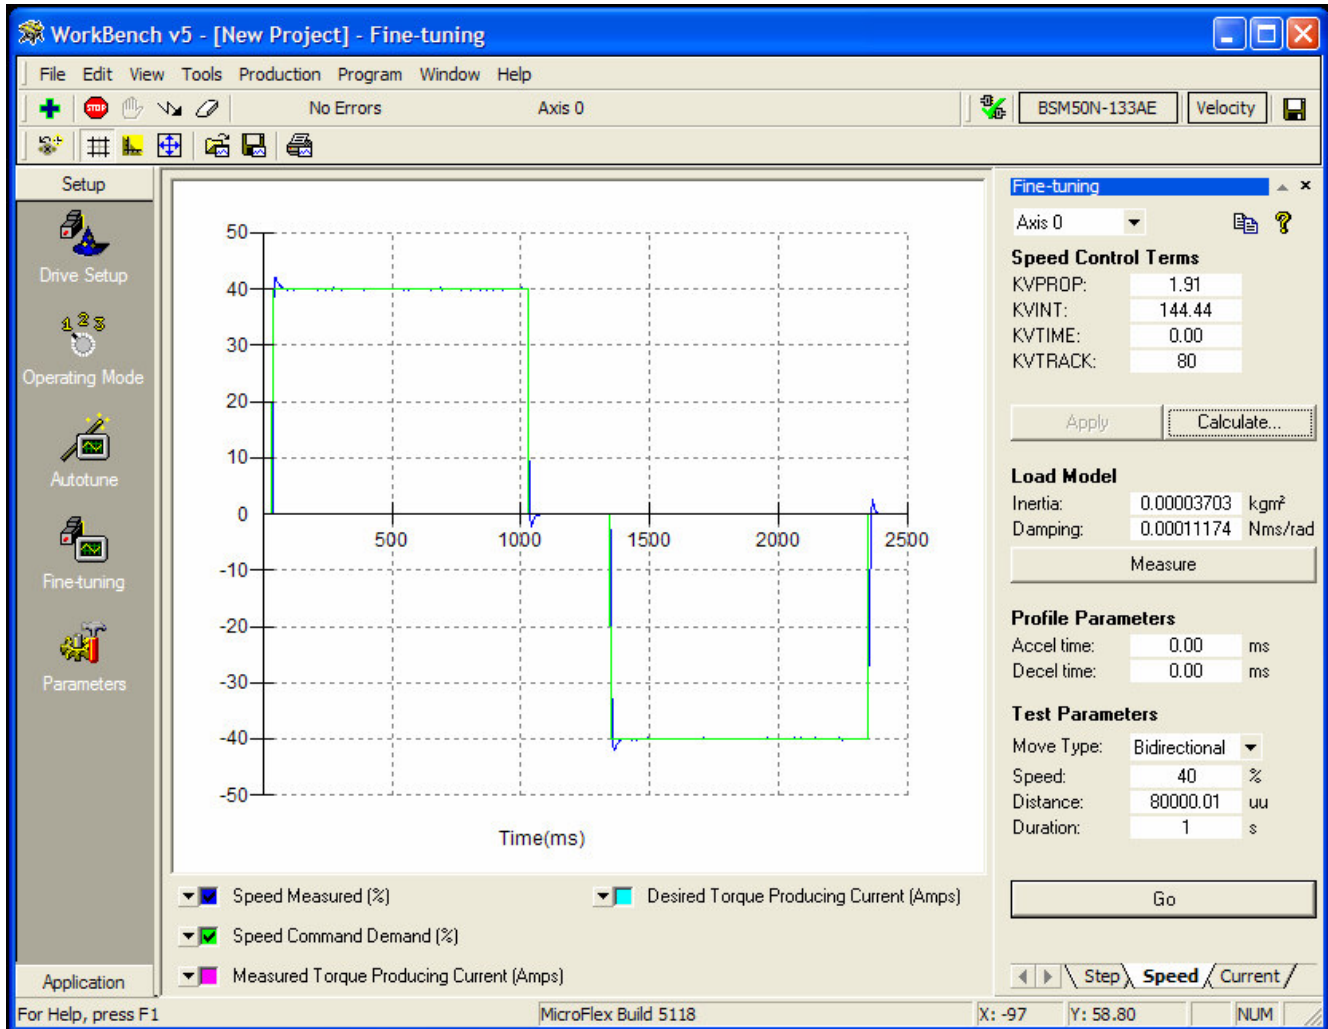 WorkBench v5 - [New Project] - Fine-tuning
File Edit View Tools Production Program Window Help
STOP No Errors Axis 0 BSM50N-133AE Velocity
Setup
Drive Setup
1 2 3
Operating Mode
Autotune
Fine-tuning
Parameters
Application
50
40
30
20
10
0
-10
-20
-30
-40
-50
500 1000 1500 2000 2500
Time(ms)
Speed Measured (%) Desired Torque Producing Current (Amps)
Speed Command Demand (%)
Measured Torque Producing Current (Amps)
Fine-tuning
Axis 0
Speed Control Terms
KVPROP: 1.91
KVINT: 144.44
KVTIME: 0.00
KVTRACK: 80
Apply Calculate...
Load Model
Inertia: 0.00003703 kgm²
Damping: 0.00011174 Nms/rad
Measure
Profile Parameters
Accel time: 0.00 ms
Decel time: 0.00 ms
Test Parameters
Move Type: Bidirectional
Speed: 40 %
Distance: 80000.01 uu
Duration: 1 s
Go
Step Speed Current
For Help, press F1 MicroFlex Build 5118 X: -97 Y: 58.80 NUM